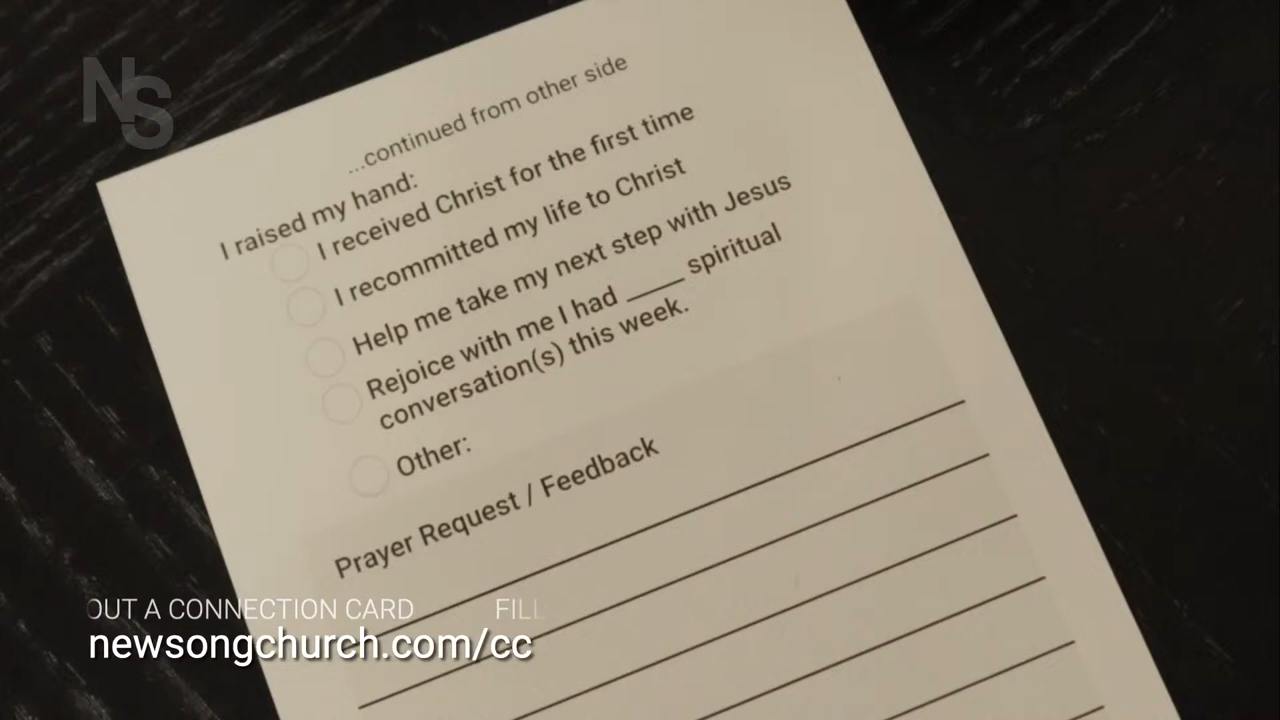 NS
...continued from other side
I raised my hand:
I received Christ for the first time
I recommitted my life to Christ
Help me take my next step with Jesus
Rejoice with me I had ____ spiritual
conversation(s) this week.
Other:
Prayer Request / Feedback
OUT A CONNECTION CARD FILL
newsongchurch.com/cc